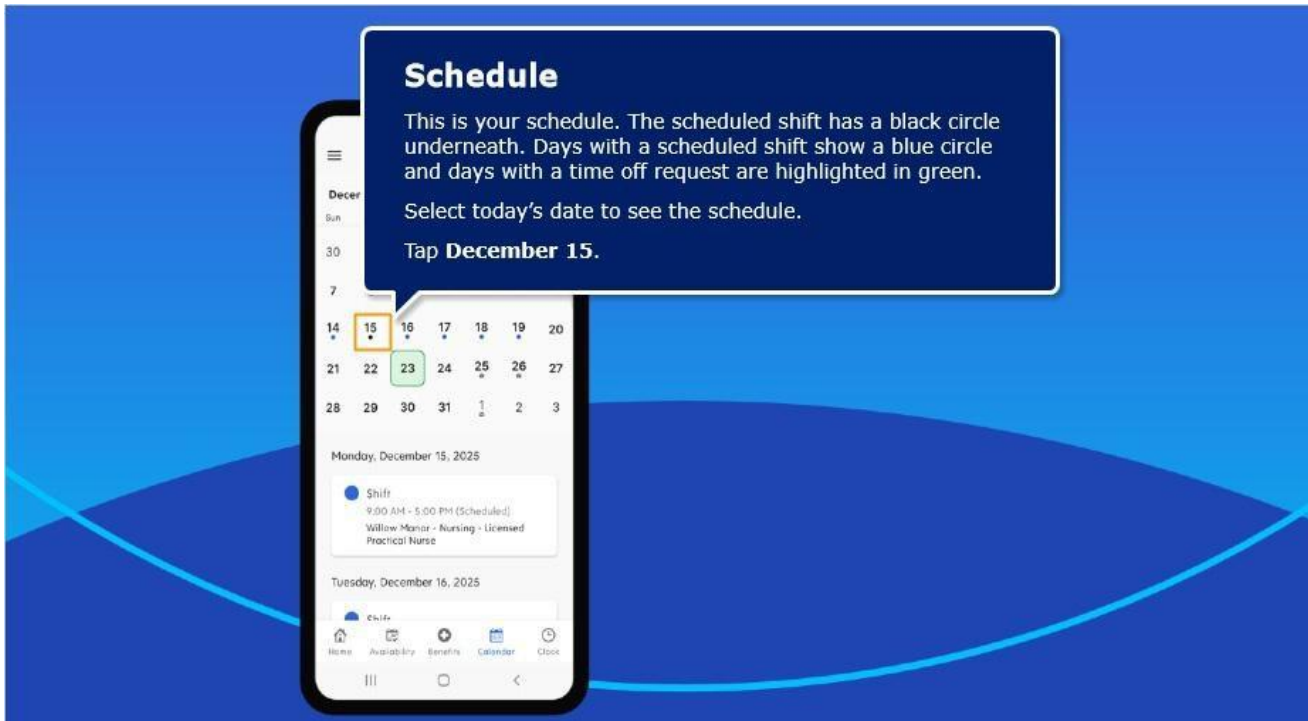 Schedule
This is your schedule. The scheduled shift has a black circle
underneath. Days with a scheduled shift show a blue circle
and days with a time off request are highlighted in green.
Select today's date to see the schedule.
Tap December 15.
Decer
Sun
30
7
14 15 16 17 18 19 20
21 22 23 24 25 26 27
28 29 30 31 1 2 3
Monday, December 15, 2025
Shift
9:00 AM - 5:00 PM (Scheduled)
Willow Manor - Nursing - Licensed
Practical Nurse
Tuesday, December 16, 2025
Shift
Home Availability Benefits Calendar Clock